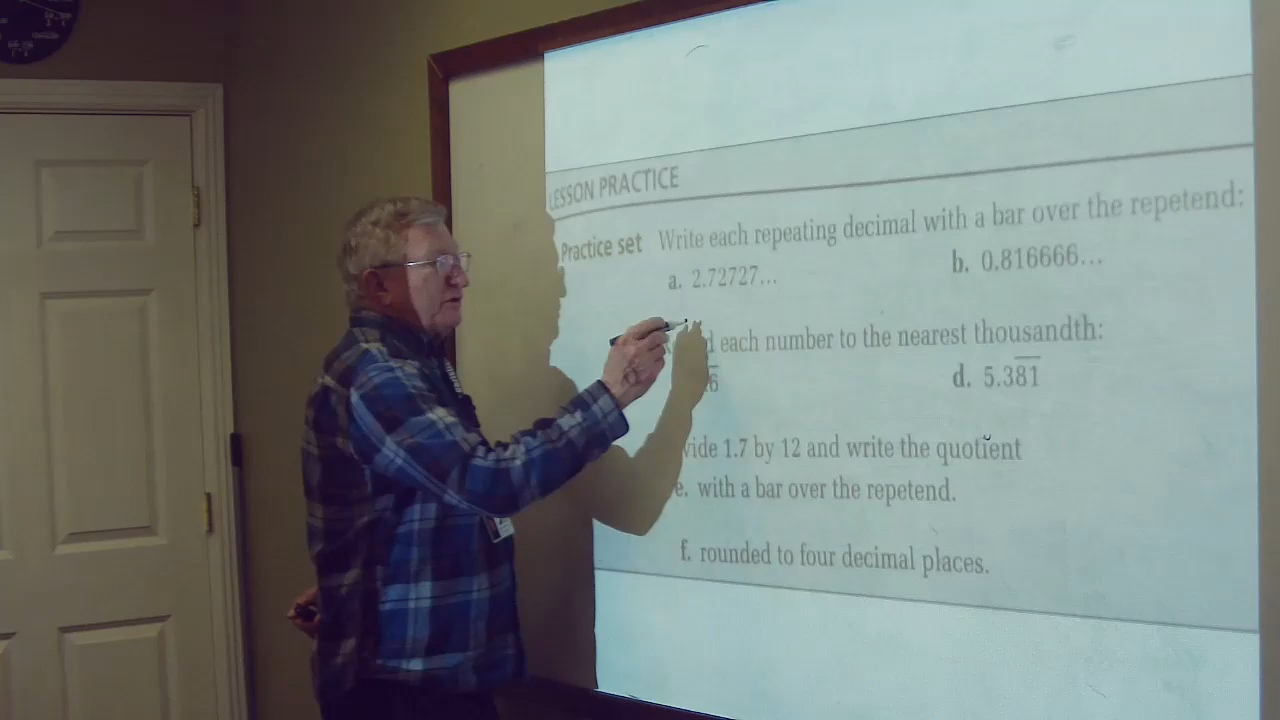 LESSON PRACTICE
Practice set Write each repeating decimal with a bar over the repetend:
a. 2.72727... b. 0.816666...
each number to the nearest thousandth:
d. 5.38̅1̅
1.7 by 12 and write the quotient
e. with a bar over the repetend.
f. rounded to four decimal places.